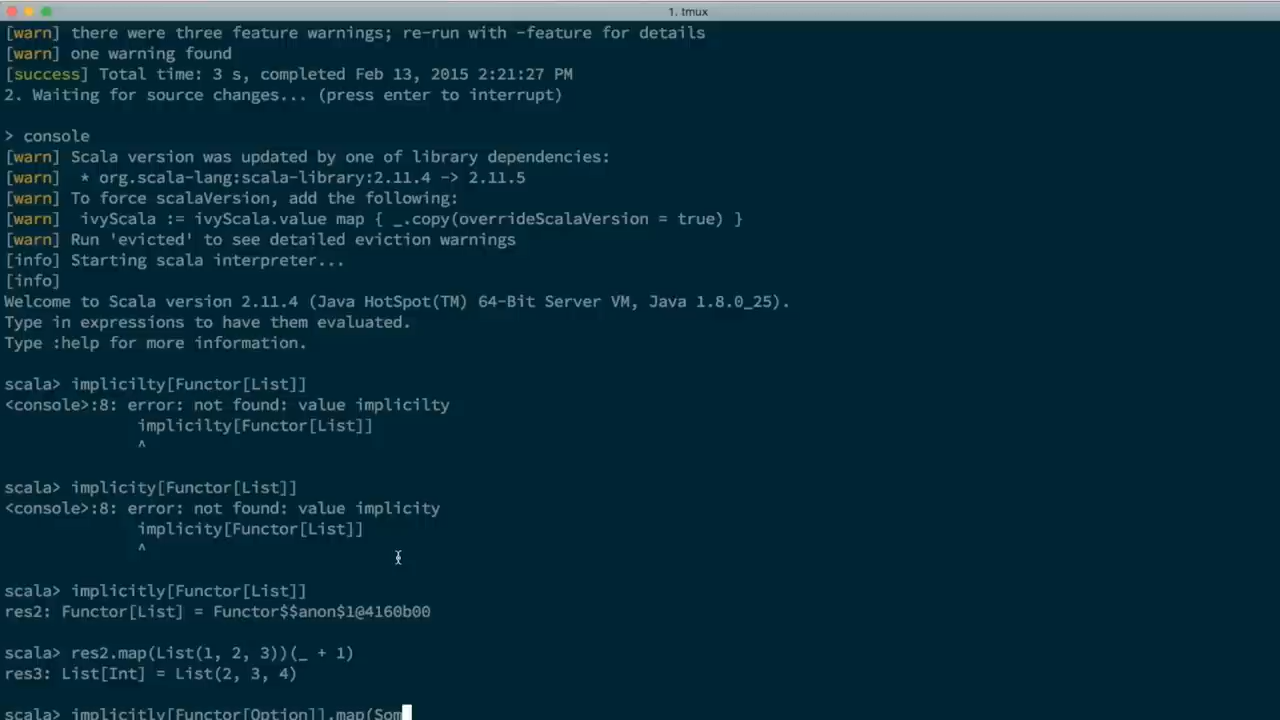 1. tmux
[warn] there were three feature warnings; re-run with -feature for details
[warn] one warning found
[success] Total time: 3 s, completed Feb 13, 2015 2:21:27 PM
2. Waiting for source changes... (press enter to interrupt)
> console
[warn] Scala version was updated by one of library dependencies:
[warn]  * org.scala-lang:scala-library:2.11.4 -> 2.11.5
[warn] To force scalaVersion, add the following:
[warn]  ivyScala := ivyScala.value map { _.copy(overrideScalaVersion = true) }
[warn] Run 'evicted' to see detailed eviction warnings
[info] Starting scala interpreter...
[info]
Welcome to Scala version 2.11.4 (Java HotSpot(TM) 64-Bit Server VM, Java 1.8.0_25).
Type in expressions to have them evaluated.
Type :help for more information.
scala> implicilty[Functor[List]]
<console>:8: error: not found: value implicilty
implicilty[Functor[List]]
^
scala> implicity[Functor[List]]
<console>:8: error: not found: value implicity
implicity[Functor[List]]
^
scala> implicitly[Functor[List]]
res2: Functor[List] = Functor$$anon$1@4160b00
scala> res2.map(List(1, 2, 3))(_ + 1)
res3: List[Int] = List(2, 3, 4)
scala> implicitly[Functor[Option]].map(Som